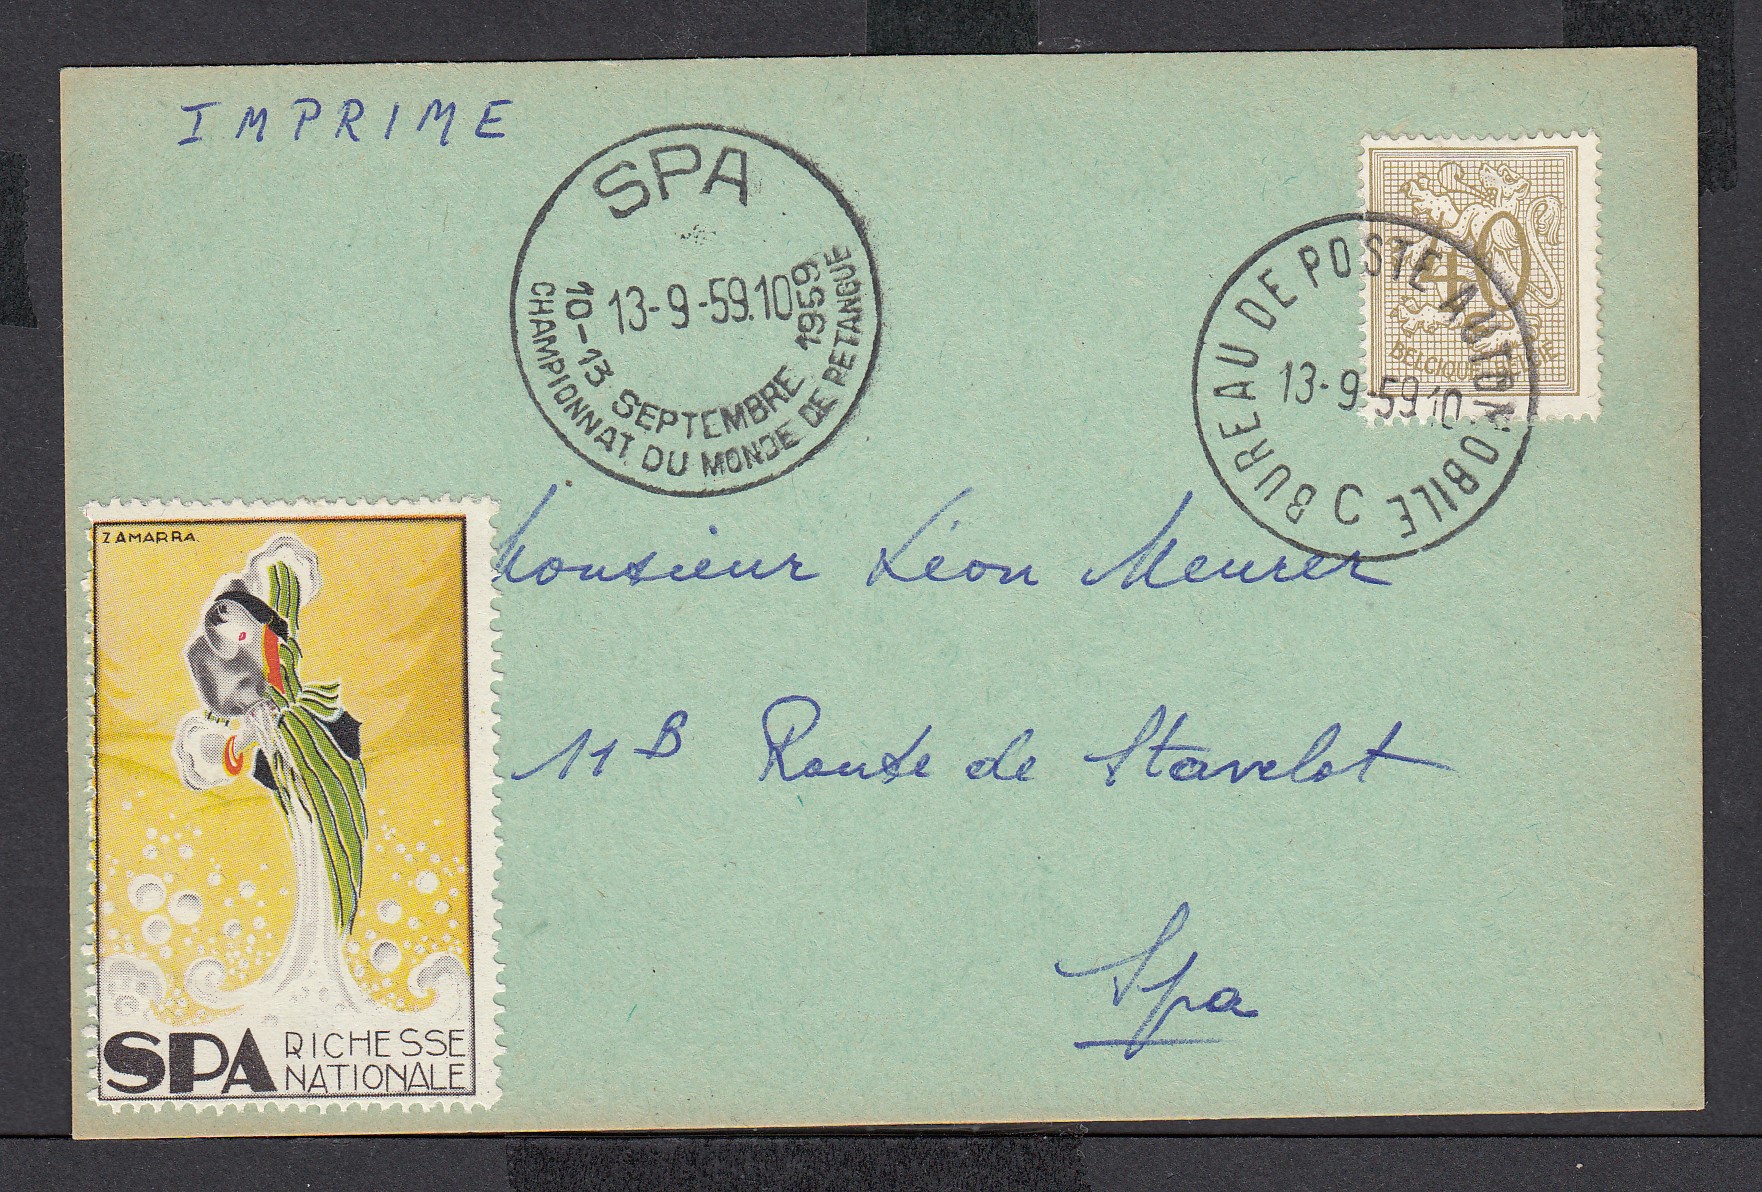 IMPRIME
SPA
13-9-59.10
10-13 SEPTEMBRE 1959
CHAMPIONNAT DU MONDE DE PETANQUE
40
BELGIQUE BELGIE
BUREAU DE POSTE AUTOMOBILE
13-9-59 10
C
ZAMARRA.
Monsieur Léon Meurer
11B Route de Stavelot
Spa
SPA RICHESSE
NATIONALE